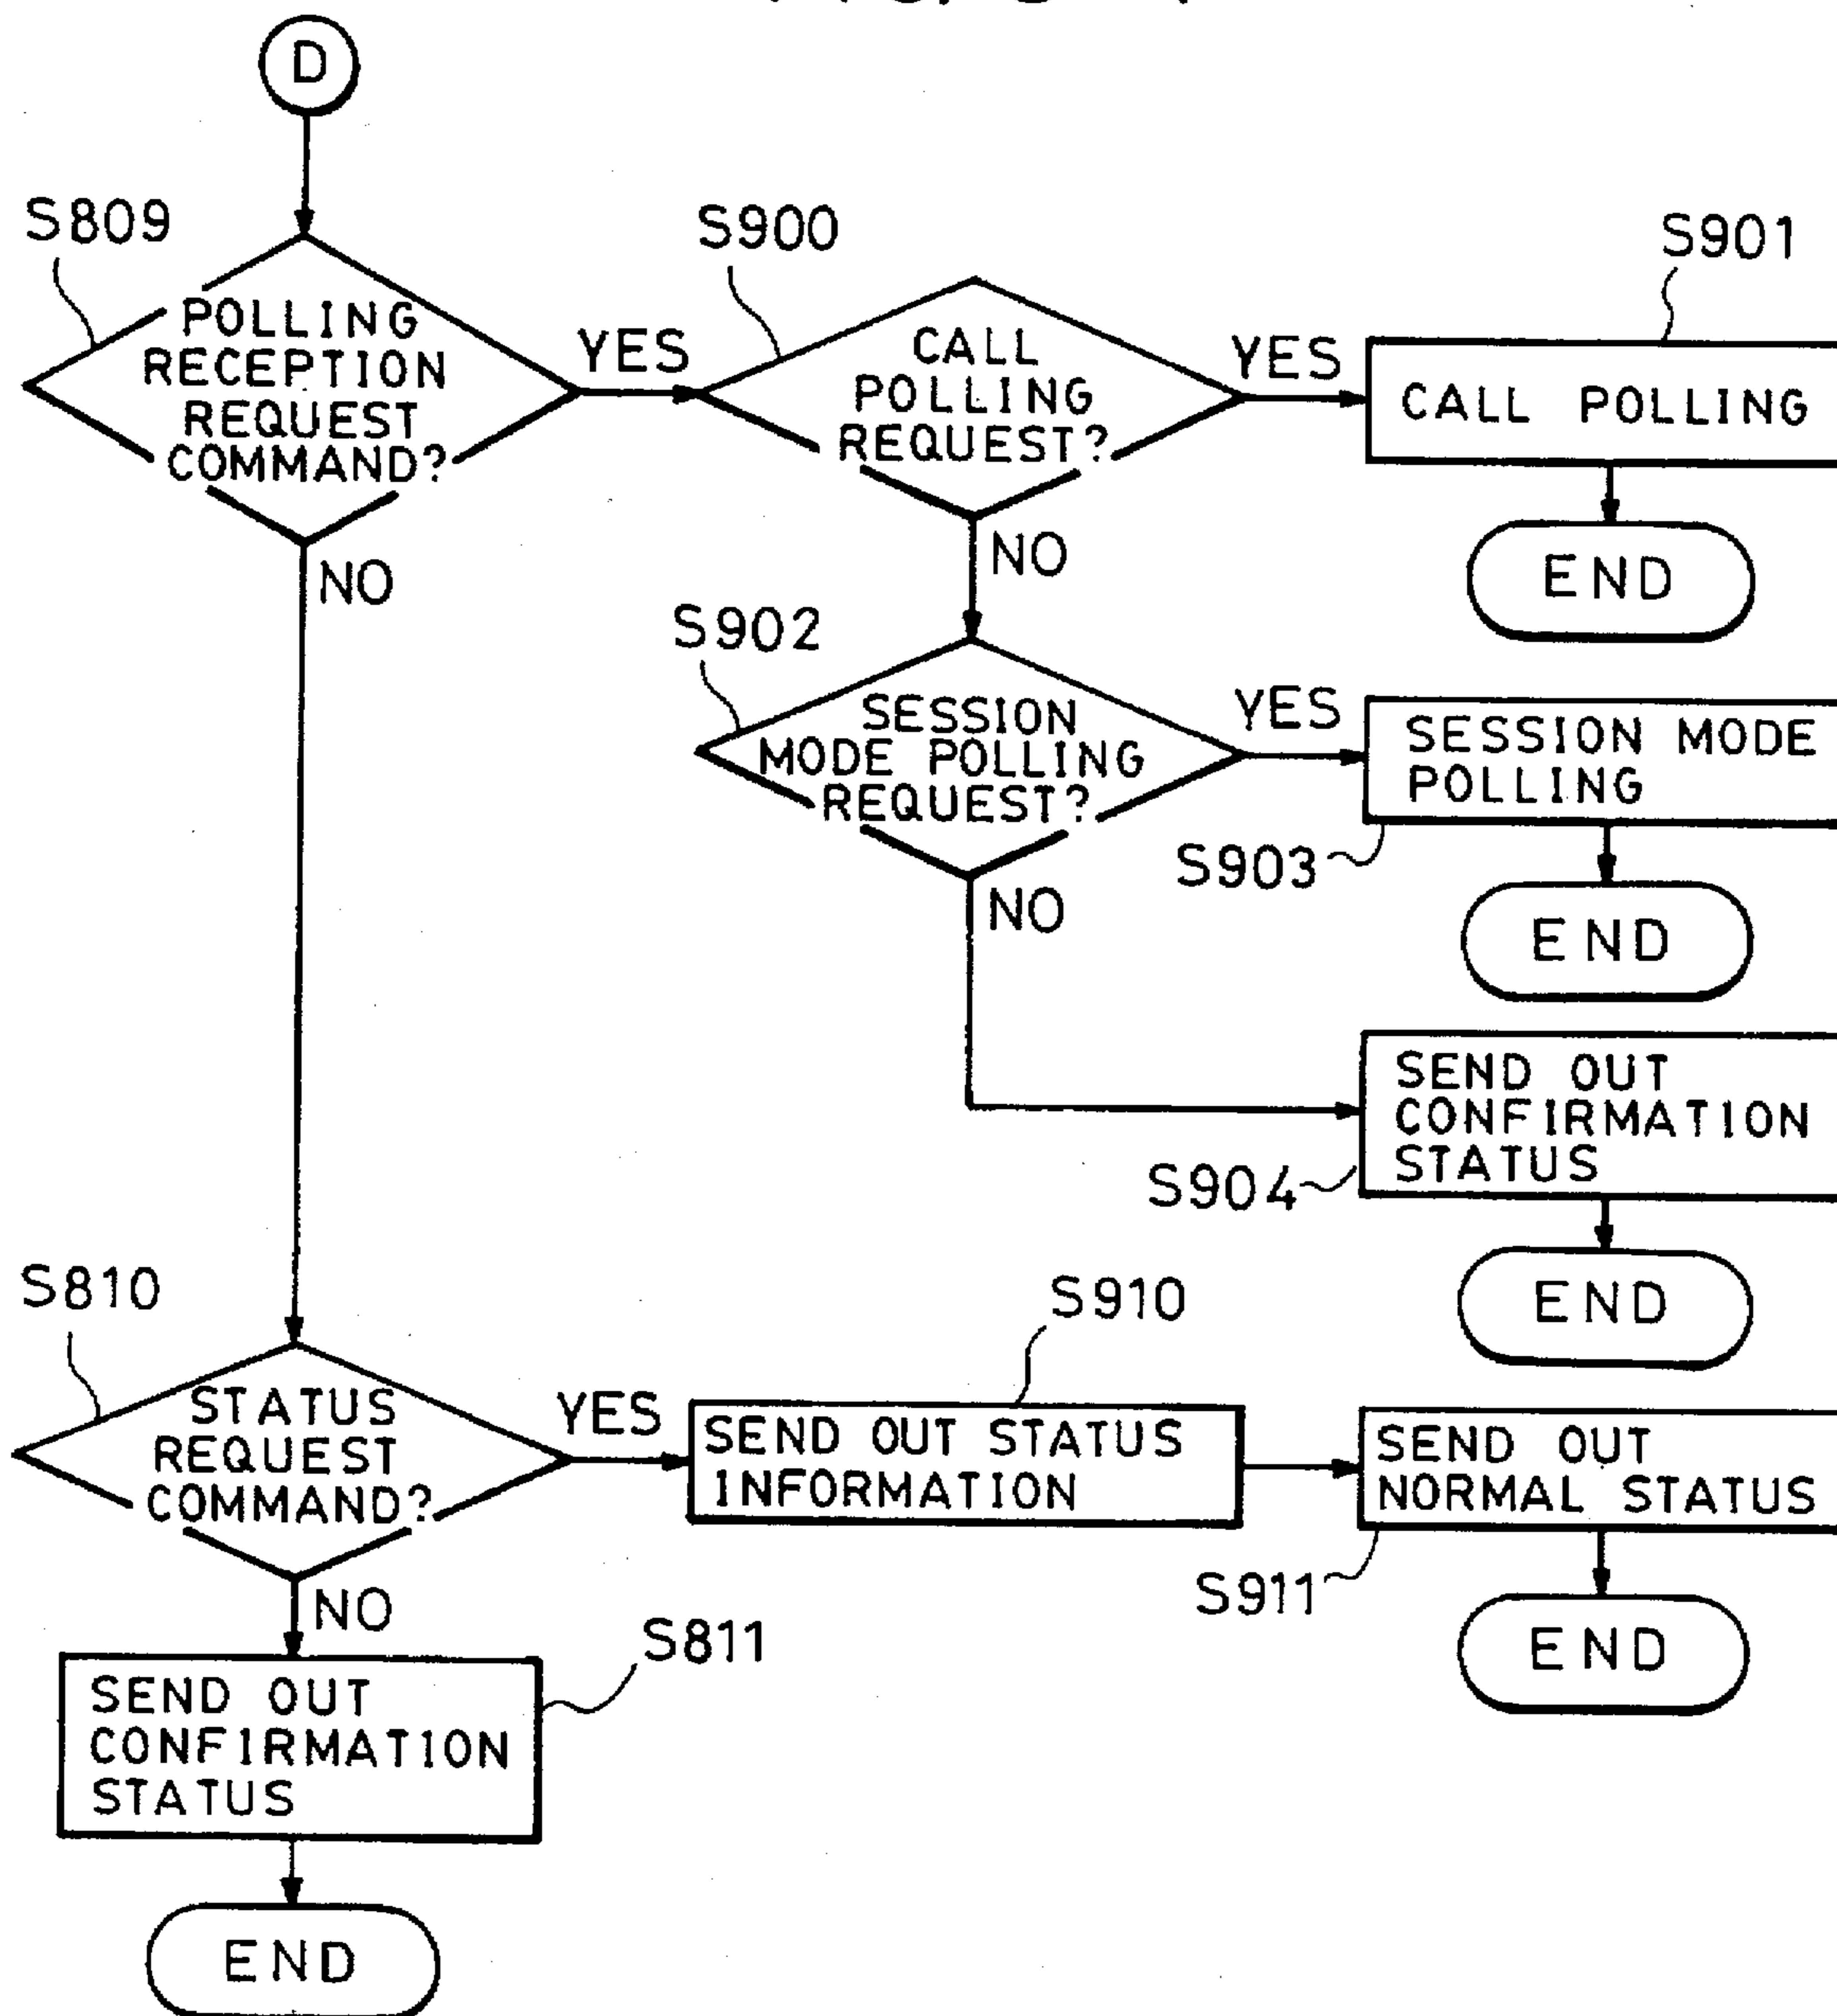 D
S809
POLLING
RECEPTION
REQUEST
COMMAND?
YES
NO
S900
CALL
POLLING
REQUEST?
YES
NO
S901
CALL POLLING
END
S902
SESSION
MODE POLLING
REQUEST?
YES
NO
SESSION MODE
POLLING
S903
END
SEND OUT
CONFIRMATION
STATUS
S904
END
S810
STATUS
REQUEST
COMMAND?
YES
NO
S910
SEND OUT STATUS
INFORMATION
SEND OUT
NORMAL STATUS
S911
END
S811
SEND OUT
CONFIRMATION
STATUS
END